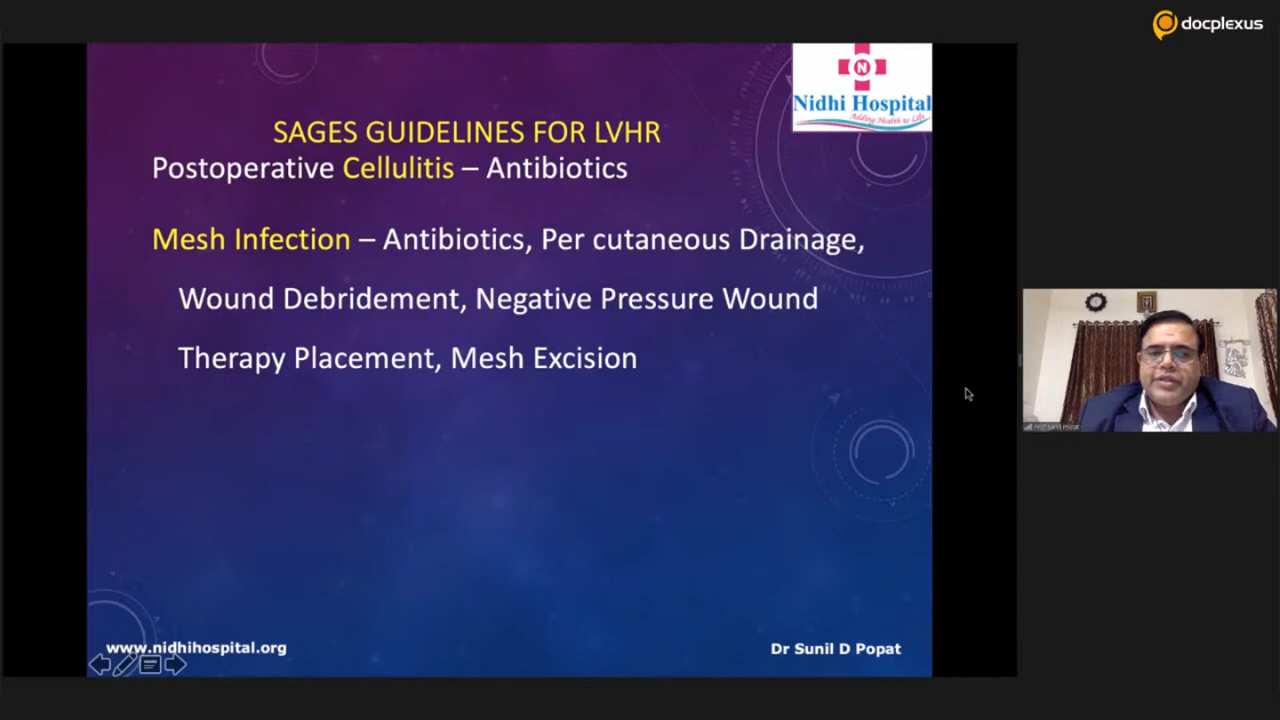 docplexus
N
Nidhi Hospital
Adding Health to Life
SAGES GUIDELINES FOR LVHR
Postoperative Cellulitis – Antibiotics
Mesh Infection – Antibiotics, Per cutaneous Drainage,
Wound Debridement, Negative Pressure Wound
Therapy Placement, Mesh Excision
www.nidhihospital.org
Dr Sunil D Popat